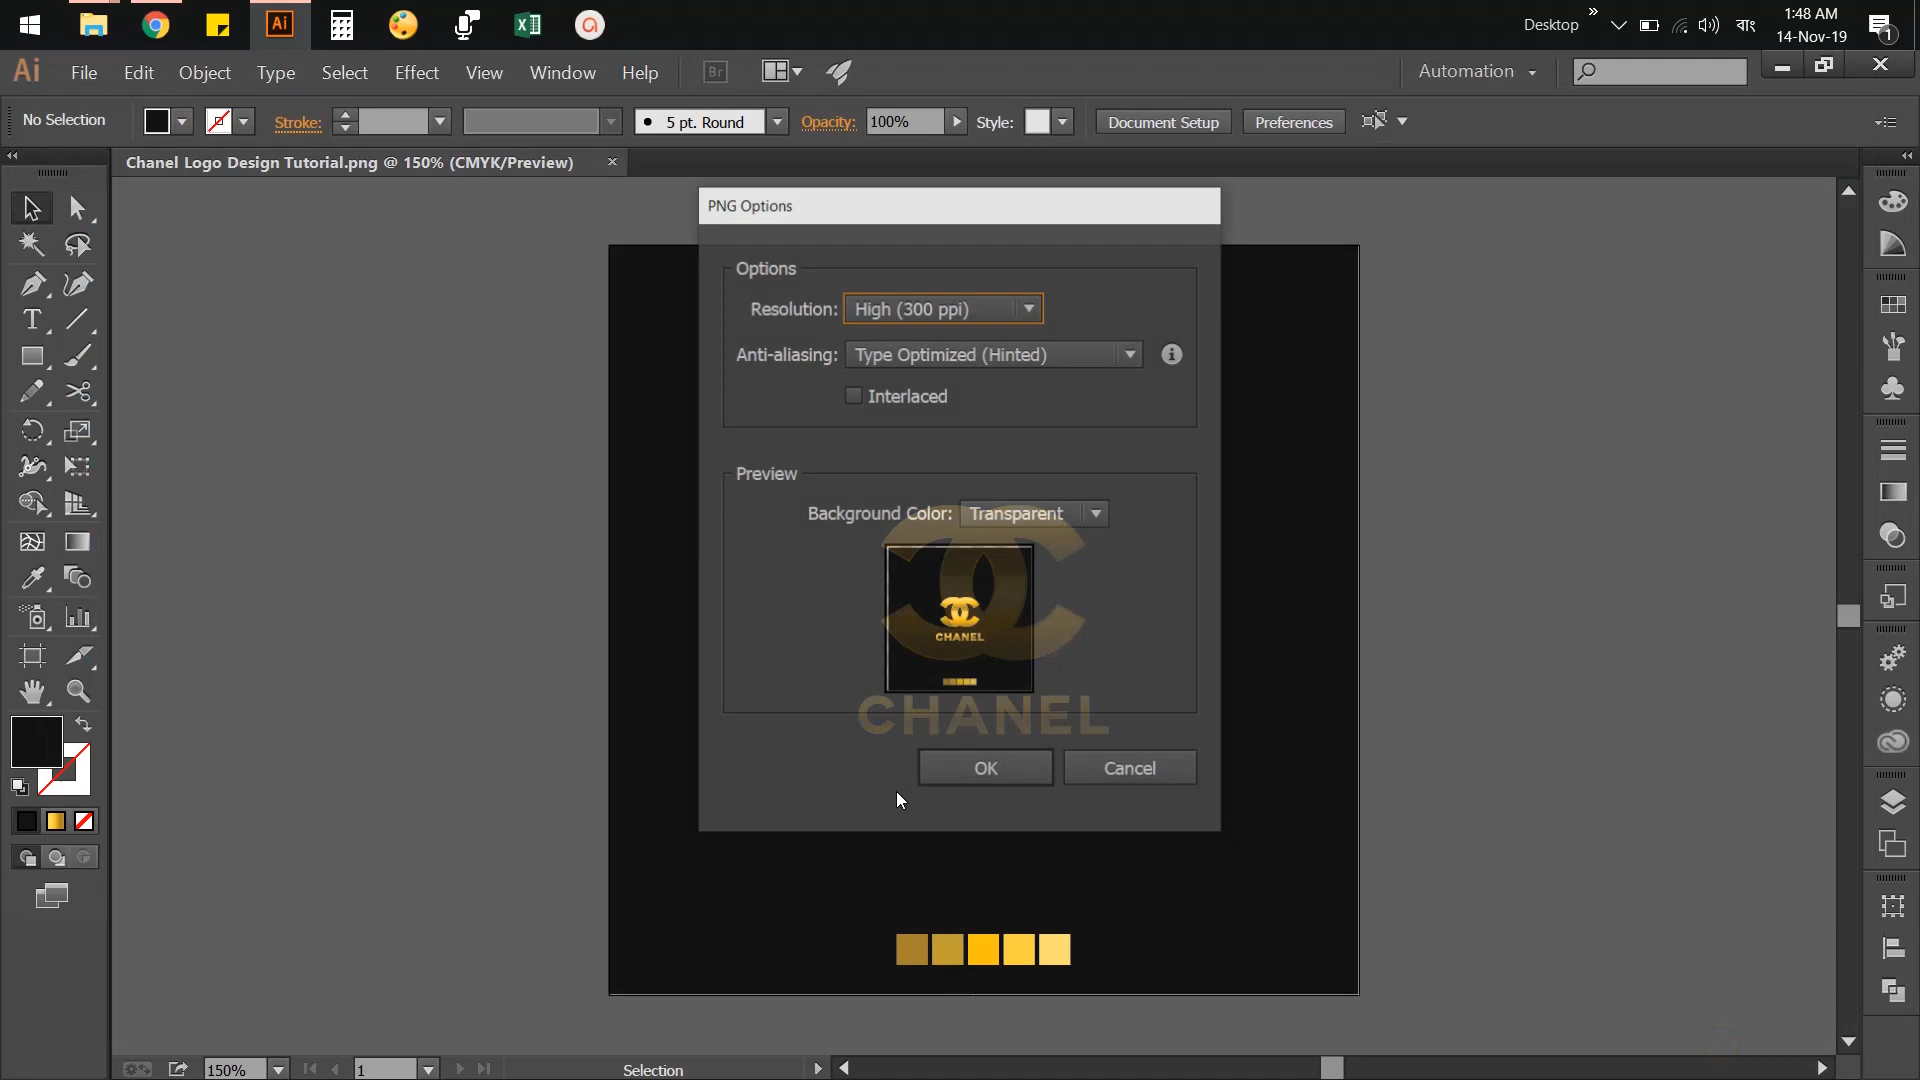 Desktop
বাং
1:48 AM
14-Nov-19
1
Ai
Ai File Edit Object Type Select Effect View Window Help Br Automation
No Selection Stroke: 5 pt. Round Opacity: 100% Style: Document Setup Preferences
Chanel Logo Design Tutorial.png @ 150% (CMYK/Preview)
PNG Options
Options
Resolution: High (300 ppi)
Anti-aliasing: Type Optimized (Hinted)
Interlaced
Preview
Background Color: Transparent
CHANEL
CHANEL
OK Cancel
150% 1 Selection